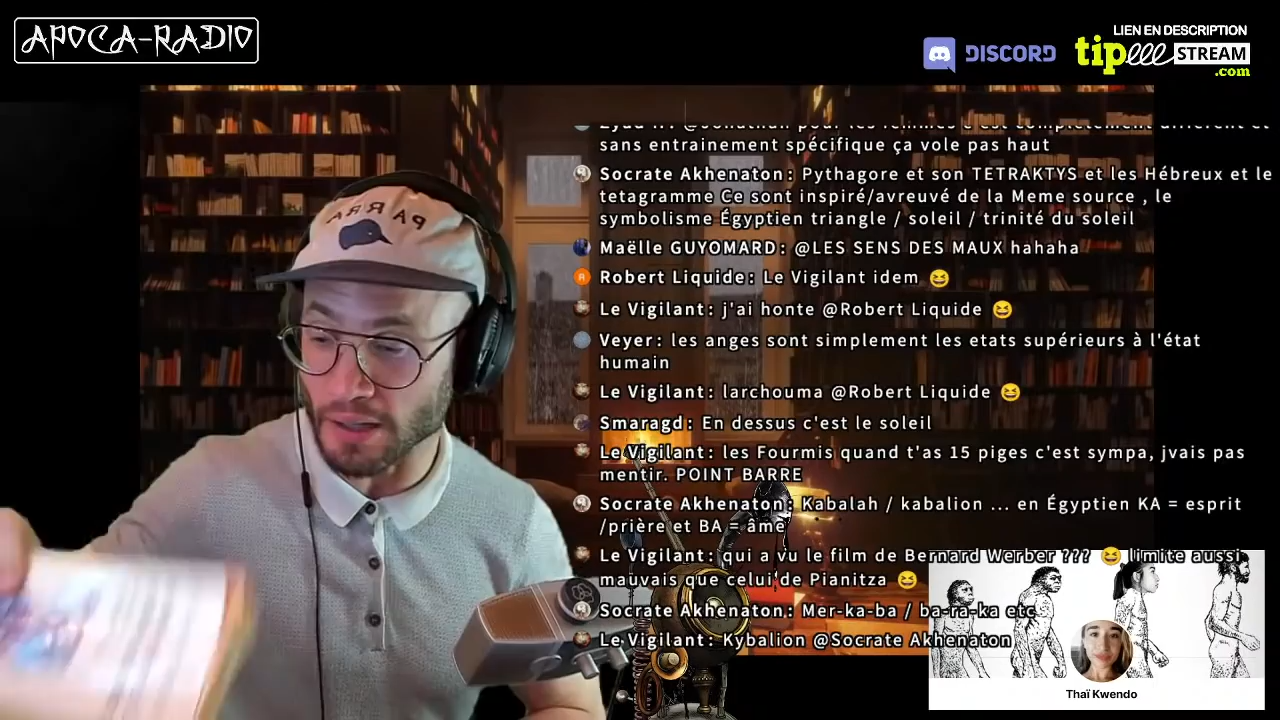 APOCA-RADIO
LIEN EN DESCRIPTION
DISCORD
tipeee STREAM
.com
PARRA
sans entrainement spécifique ça vole pas haut
Socrate Akhenaton: Pythagore et son TETRAKTYS et les Hébreux et le
tetagramme Ce sont inspiré/avreuvé de la Meme source , le
symbolisme Égyptien triangle / soleil / trinité du soleil
Maëlle GUYOMARD: @LES SENS DES MAUX hahaha
Robert Liquide: Le Vigilant idem 😆
Le Vigilant: j'ai honte @Robert Liquide 😆
Veyer: les anges sont simplement les etats supérieurs à l'état
humain
Le Vigilant: larchouma @Robert Liquide 😆
Smaragd: En dessus c'est le soleil
Le Vigilant: les Fourmis quand t'as 15 piges c'est sympa, jvais pas
mentir. POINT BARRE
Socrate Akhenaton: Kabalah / kabalion ... en Égyptien KA = esprit
/prière et BA = âme
Le Vigilant: qui a vu le film de Bernard Werber ??? 😆 limite aussi
mauvais que celui de Pianitza 😆
Socrate Akhenaton: Mer-ka-ba / ba-ra-ka etc
Le Vigilant: Kybalion @Socrate Akhenaton
Thaï Kwendo